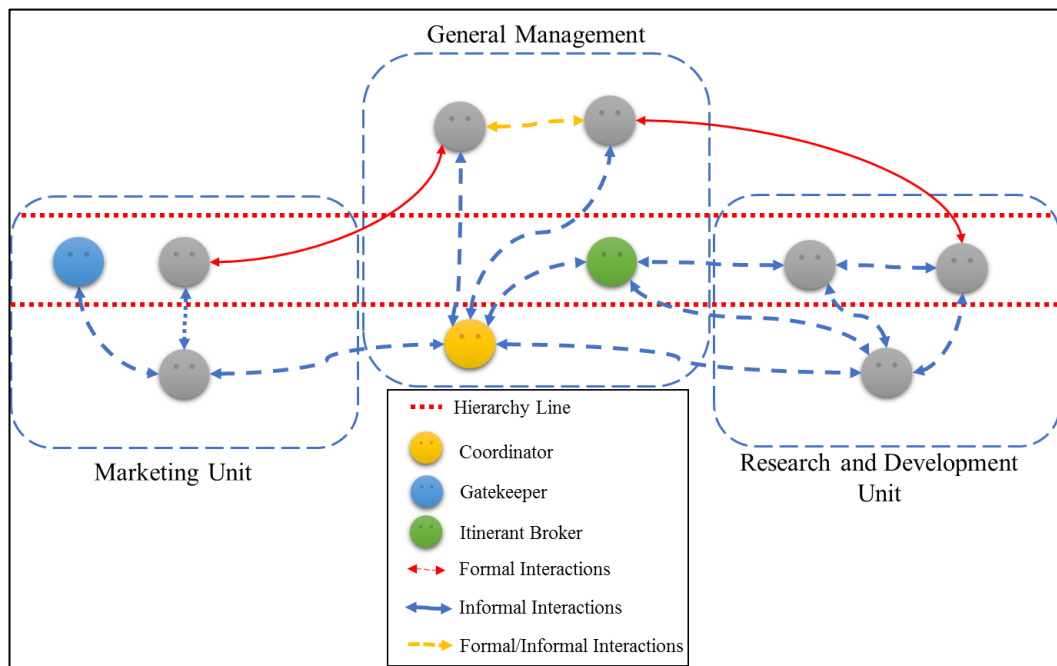 General Management
Marketing Unit
Research and Development
Unit
Hierarchy Line
Coordinator
Gatekeeper
Itinerant Broker
Formal Interactions
Informal Interactions
Formal/Informal Interactions